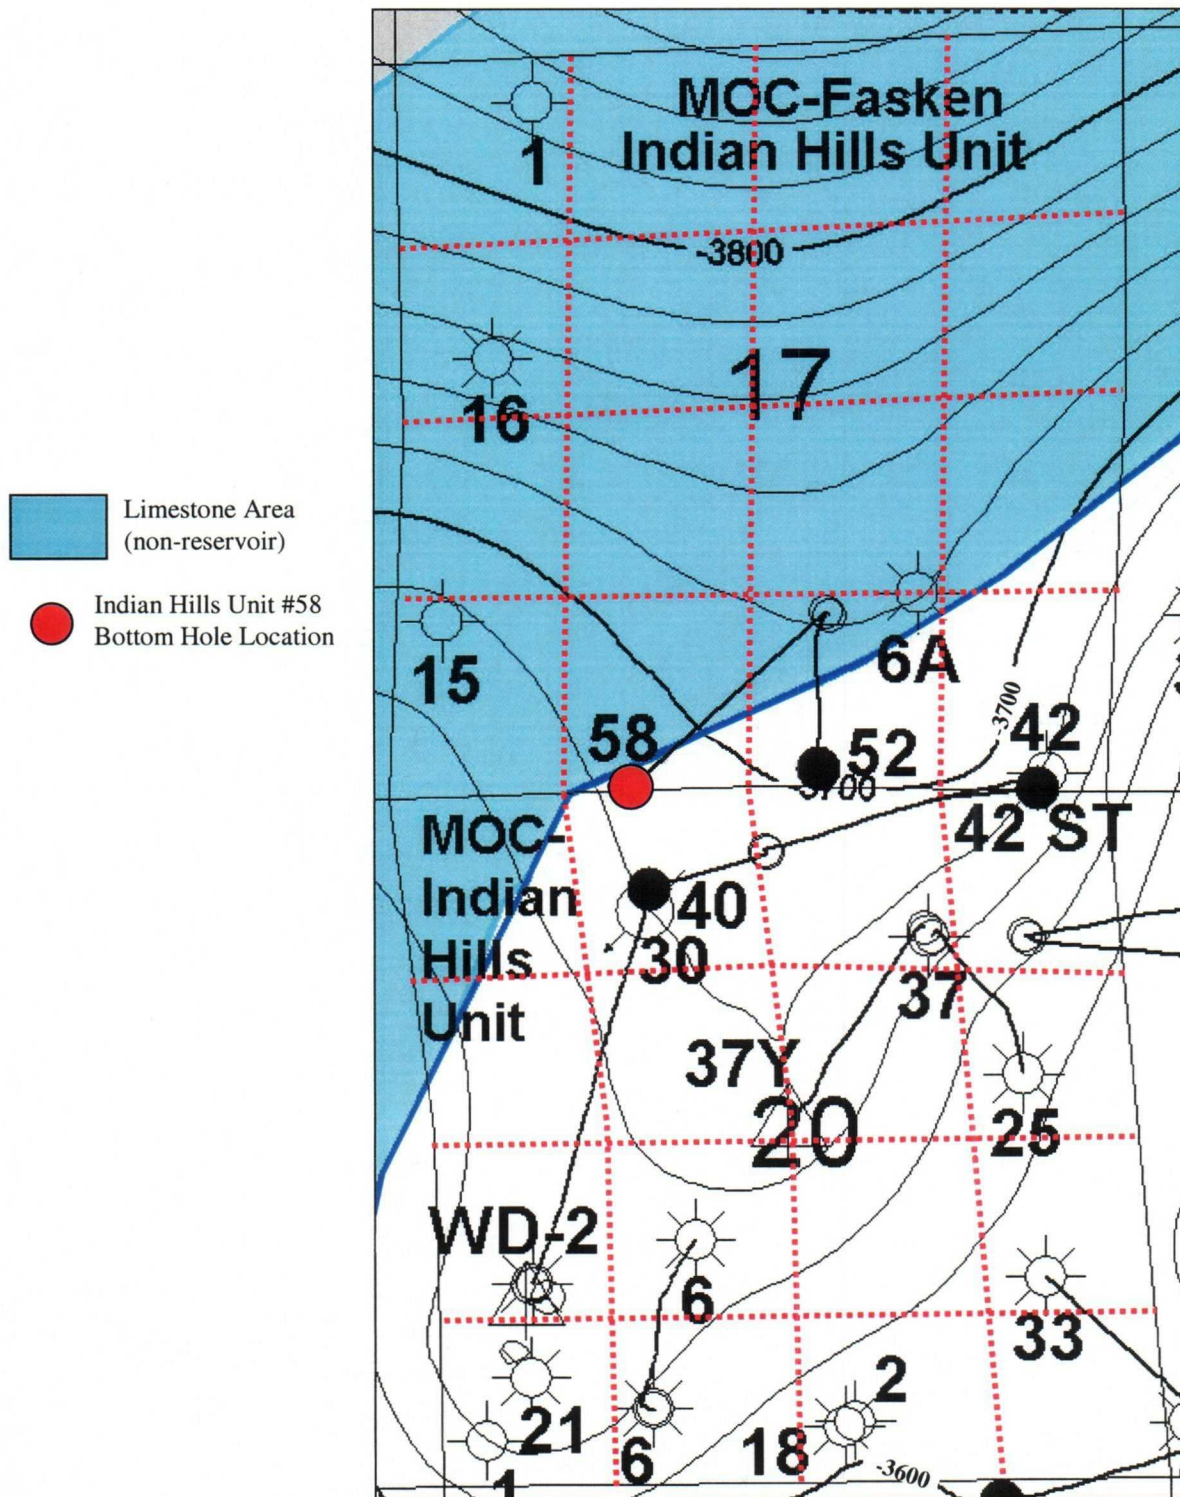 MOC-Fasken
Indian Hills Unit
1
-3800
17
16
Limestone Area
(non-reservoir)
Indian Hills Unit #58
Bottom Hole Location
15
6A
58
52
-3700
42
-3700
42 ST
MOC-
Indian
Hills
Unit
40
30
37
37Y
20
25
WD-2
6
33
21
6
2
18
1
-3600